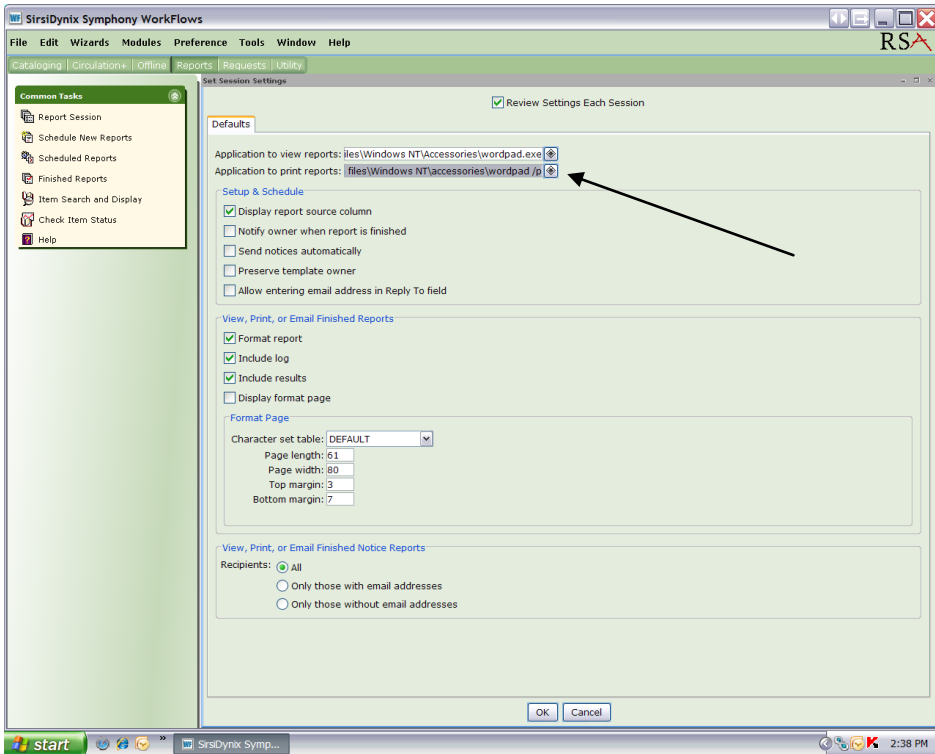 WF SirsiDynix Symphony WorkFlows
File Edit Wizards Modules Preference Tools Window Help
RSA
Cataloging Circulation+ Offline Reports Requests Utility
Set Session Settings
Common Tasks
Report Session
Schedule New Reports
Scheduled Reports
Finished Reports
Item Search and Display
Check Item Status
Help
Review Settings Each Session
Defaults
Application to view reports: iles\Windows NT\Accessories\wordpad.exe
Application to print reports: files\Windows NT\accessories\wordpad /p
Setup & Schedule
Display report source column
Notify owner when report is finished
Send notices automatically
Preserve template owner
Allow entering email address in Reply To field
View, Print, or Email Finished Reports
Format report
Include log
Include results
Display format page
Format Page
Character set table: DEFAULT
Page length: 61
Page width: 80
Top margin: 3
Bottom margin: 7
View, Print, or Email Finished Notice Reports
Recipients: All
Only those with email addresses
Only those without email addresses
OK Cancel
start » WF SirsiDynix Symp... 2:38 PM